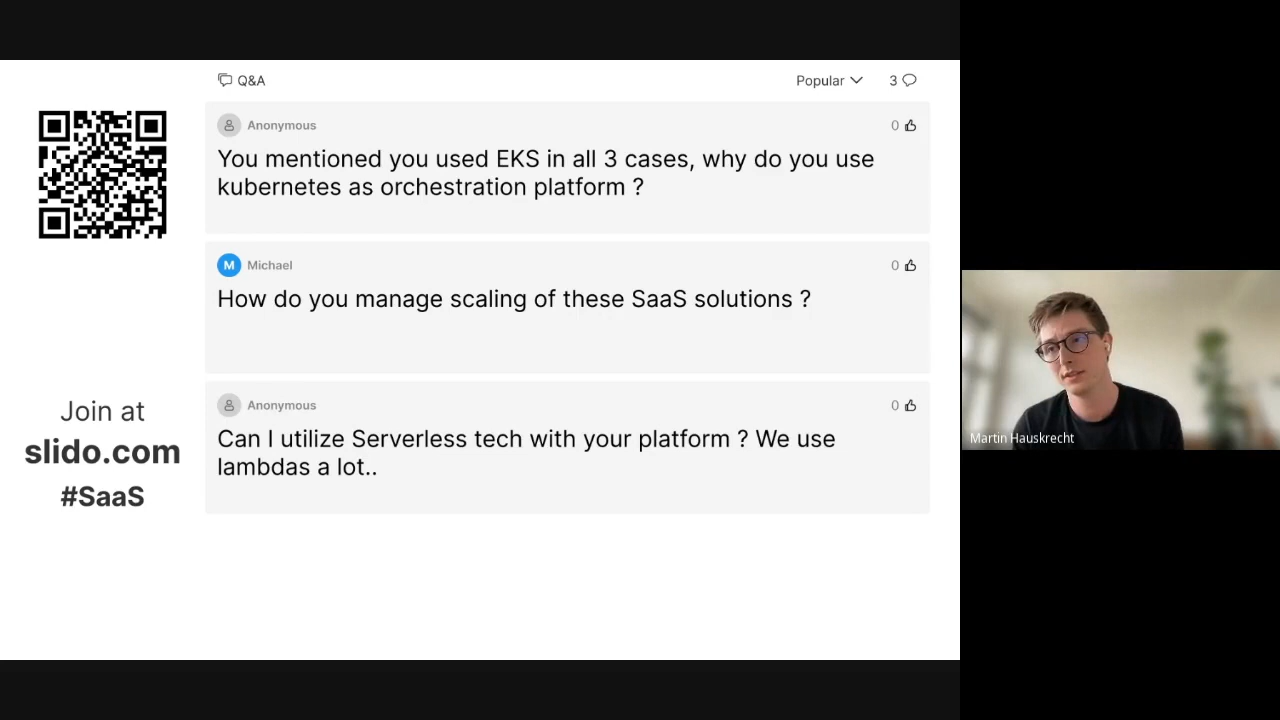 Q&A
Popular
3
Anonymous
0
You mentioned you used EKS in all 3 cases, why do you use
kubernetes as orchestration platform ?
M Michael
0
How do you manage scaling of these SaaS solutions ?
Anonymous
0
Can I utilize Serverless tech with your platform ? We use
lambdas a lot..
Join at
slido.com
#SaaS
Martin Hauskrecht